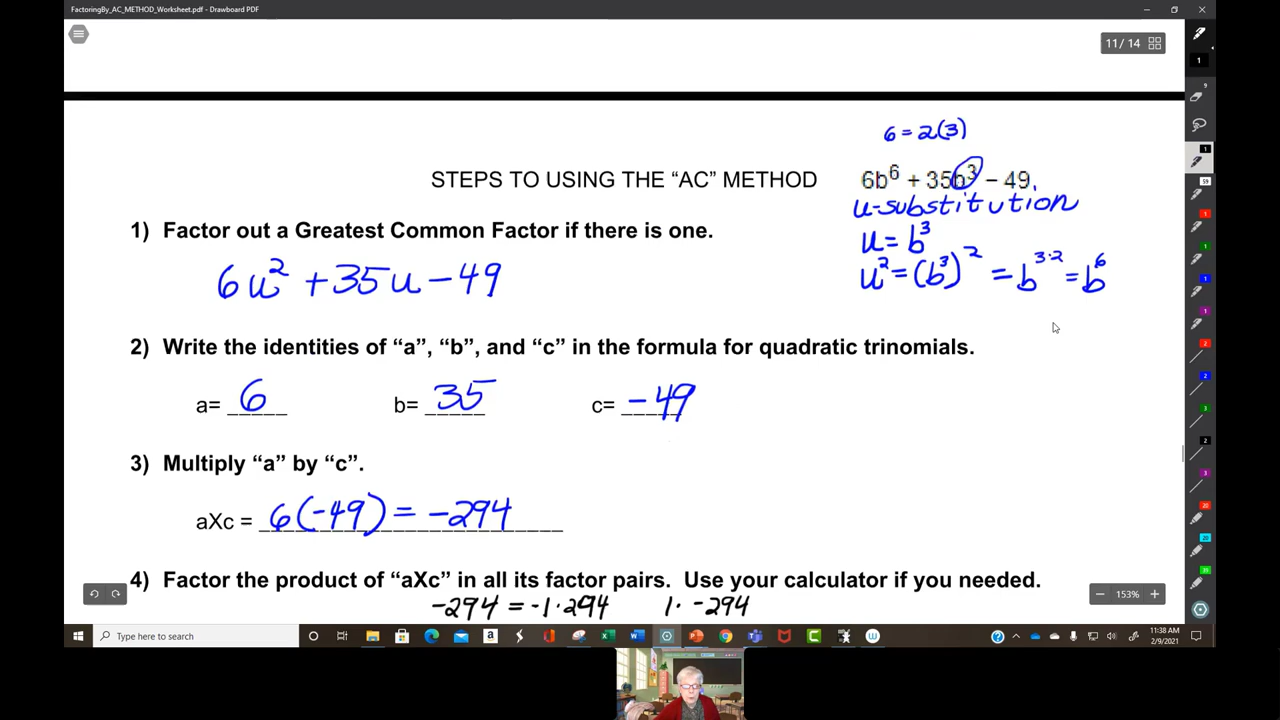 FactoringBy_AC_METHOD_Worksheet.pdf - Drawboard PDF
11 / 14
6 = 2(3)
STEPS TO USING THE “AC” METHOD
6b⁶ + 35b³ − 49
u-substitution
1) Factor out a Greatest Common Factor if there is one.
u = b³
6u² + 35u − 49
u² = (b³)² = b³·² = b⁶
2) Write the identities of “a”, “b”, and “c” in the formula for quadratic trinomials.
a= 6 b= 35 c= −49
3) Multiply “a” by “c”.
aXc = 6(−49) = −294
4) Factor the product of “aXc” in all its factor pairs. Use your calculator if you needed.
−294 = −1·294 1·−294
153%
Type here to search
11:38 AM
2/9/2021